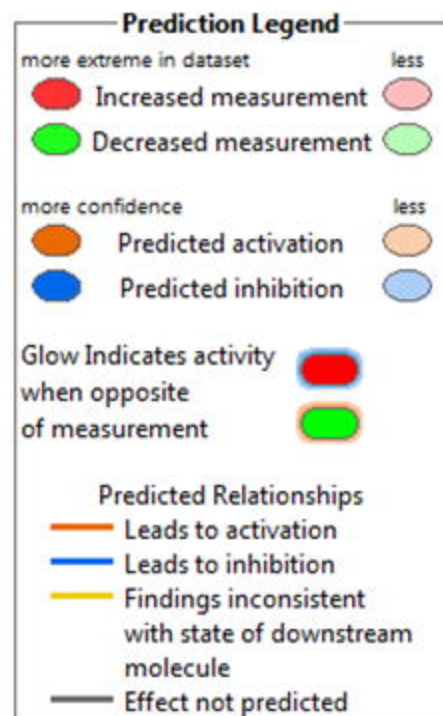 Prediction Legend
more extreme in dataset less
Increased measurement
Decreased measurement
more confidence less
Predicted activation
Predicted inhibition
Glow Indicates activity
when opposite
of measurement
Predicted Relationships
Leads to activation
Leads to inhibition
Findings inconsistent
with state of downstream
molecule
Effect not predicted